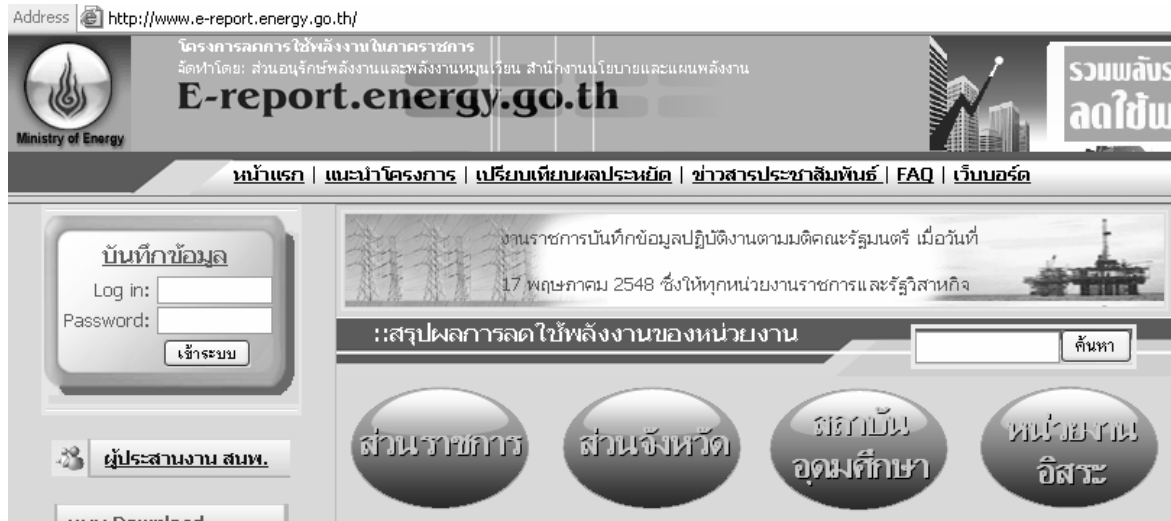 Address http://www.e-report.energy.go.th/
โครงการลดการใช้พลังงานในภาคราชการ
จัดทำโดย: ส่วนอนุรักษ์พลังงานและพลังงานหมุนเวียน สำนักงานนโยบายและแผนพลังงาน
E-report.energy.go.th
Ministry of Energy
รวมพลัง
ลดใช้
หน้าแรก | แนะนำโครงการ | เปรียบเทียบผลประหยัด | ข่าวสารประชาสัมพันธ์ | FAQ | เว็บบอร์ด
บันทึกข้อมูล
Log in:
Password:
เข้าระบบ
ผู้ประสานงาน สนพ.
Download
งานราชการบันทึกข้อมูลปฏิบัติงานตามมติคณะรัฐมนตรี เมื่อวันที่
17 พฤษภาคม 2548 ซึ่งให้ทุกหน่วยงานราชการและรัฐวิสาหกิจ
::สรุปผลการลดใช้พลังงานของหน่วยงาน
ค้นหา
ส่วนราชการ
ส่วนจังหวัด
สถาบัน
อุดมศึกษา
หน่วยงาน
อิสระ